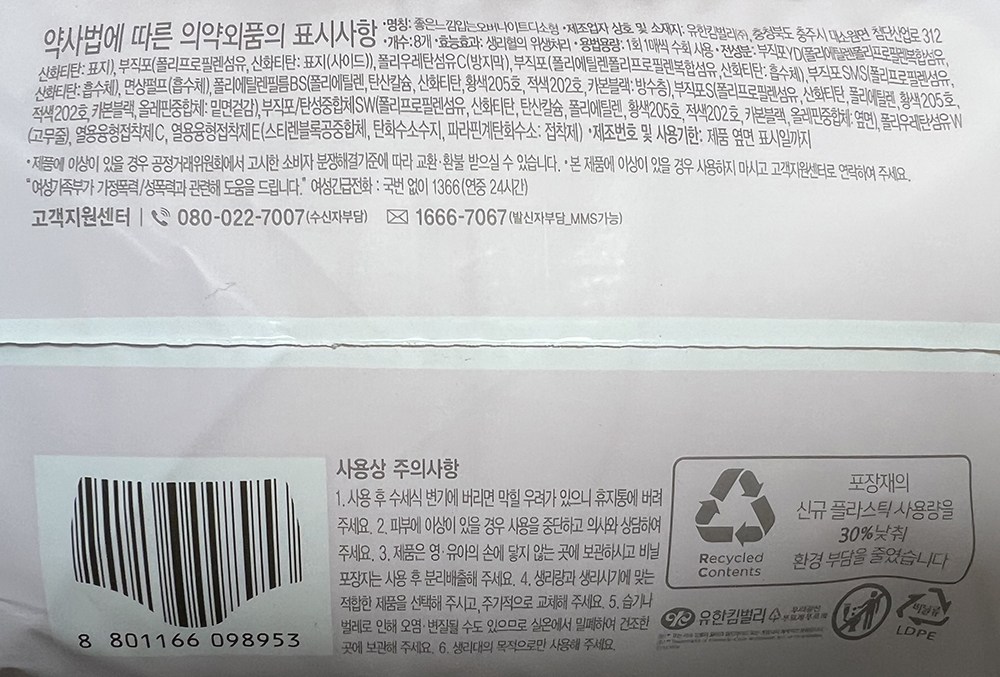 약사법에 따른 의약외품의 표시사항 •명칭: 좋은느낌입는오버나이트디소형 •제조업자 상호 및 소재지: 유한킴벌리㈜, 충청북도 충주시 대소원면 첨단산업로 312
•개수: 8개 •효능효과: 생리혈의 위생처리 •용법용량: 1회 1매씩 수회 사용 •전성분: 부직포YD(폴리에틸렌폴리프로필렌복합섬유,
산화티탄: 표지), 부직포(폴리프로필렌섬유, 산화티탄: 표지(사이드)), 폴리우레탄섬유C(방지막), 부직포(폴리에틸렌폴리프로필렌복합섬유, 산화티탄: 흡수체), 부직포SMS(폴리프로필렌섬유,
산화티탄: 흡수체), 면상펄프(흡수체), 폴리에틸렌필름BS(폴리에틸렌, 탄산칼슘, 산화티탄, 황색205호, 적색202호, 카본블랙: 방수층), 부직포S(폴리프로필렌섬유, 산화티탄, 폴리에틸렌, 황색205호,
적색202호, 카본블랙, 올레핀중합체: 밑면겉감), 부직포/탄성중합체SW(폴리프로필렌섬유, 산화티탄, 탄산칼슘, 폴리에틸렌, 황색205호, 적색202호, 카본블랙, 올레핀중합체: 옆면), 폴리우레탄섬유W
(고무줄), 열용융형접착제C, 열용융형접착제E(스티렌블록공중합체, 탄화수소수지, 파라핀계탄화수소: 접착제) •제조번호 및 사용기한: 제품 옆면 표시일까지
•제품에 이상이 있을 경우 공정거래위원회에서 고시한 소비자 분쟁해결기준에 따라 교환·환불 받으실 수 있습니다. •본 제품에 이상이 있을 경우 사용하지 마시고 고객지원센터로 연락하여 주세요.
"여성가족부가 가정폭력/성폭력과 관련해 도움을 드립니다." 여성긴급전화 : 국번 없이 1366(연중 24시간)
고객지원센터 | 080-022-7007(수신자부담) 1666-7067(발신자부담_MMS가능)
사용상 주의사항
1. 사용 후 수세식 변기에 버리면 막힐 우려가 있으니 휴지통에 버려
주세요. 2. 피부에 이상이 있을 경우 사용을 중단하고 의사와 상담하여
주세요. 3. 제품은 영·유아의 손에 닿지 않는 곳에 보관하시고 비닐
포장지는 사용 후 분리배출해 주세요. 4. 생리량과 생리시기에 맞는
적합한 제품을 선택해 주시고, 주기적으로 교체해 주세요. 5. 습기나
벌레로 인해 오염·변질될 수도 있으므로 실온에서 밀폐하여 건조한
곳에 보관해 주세요. 6. 생리대의 목적으로만 사용해 주세요.
8 801166 098953
Recycled
Contents
포장재의
신규 플라스틱 사용량을
30%낮춰
환경 부담을 줄였습니다
유한킴벌리 우리강산 푸르게 푸르게
비닐류
LDPE